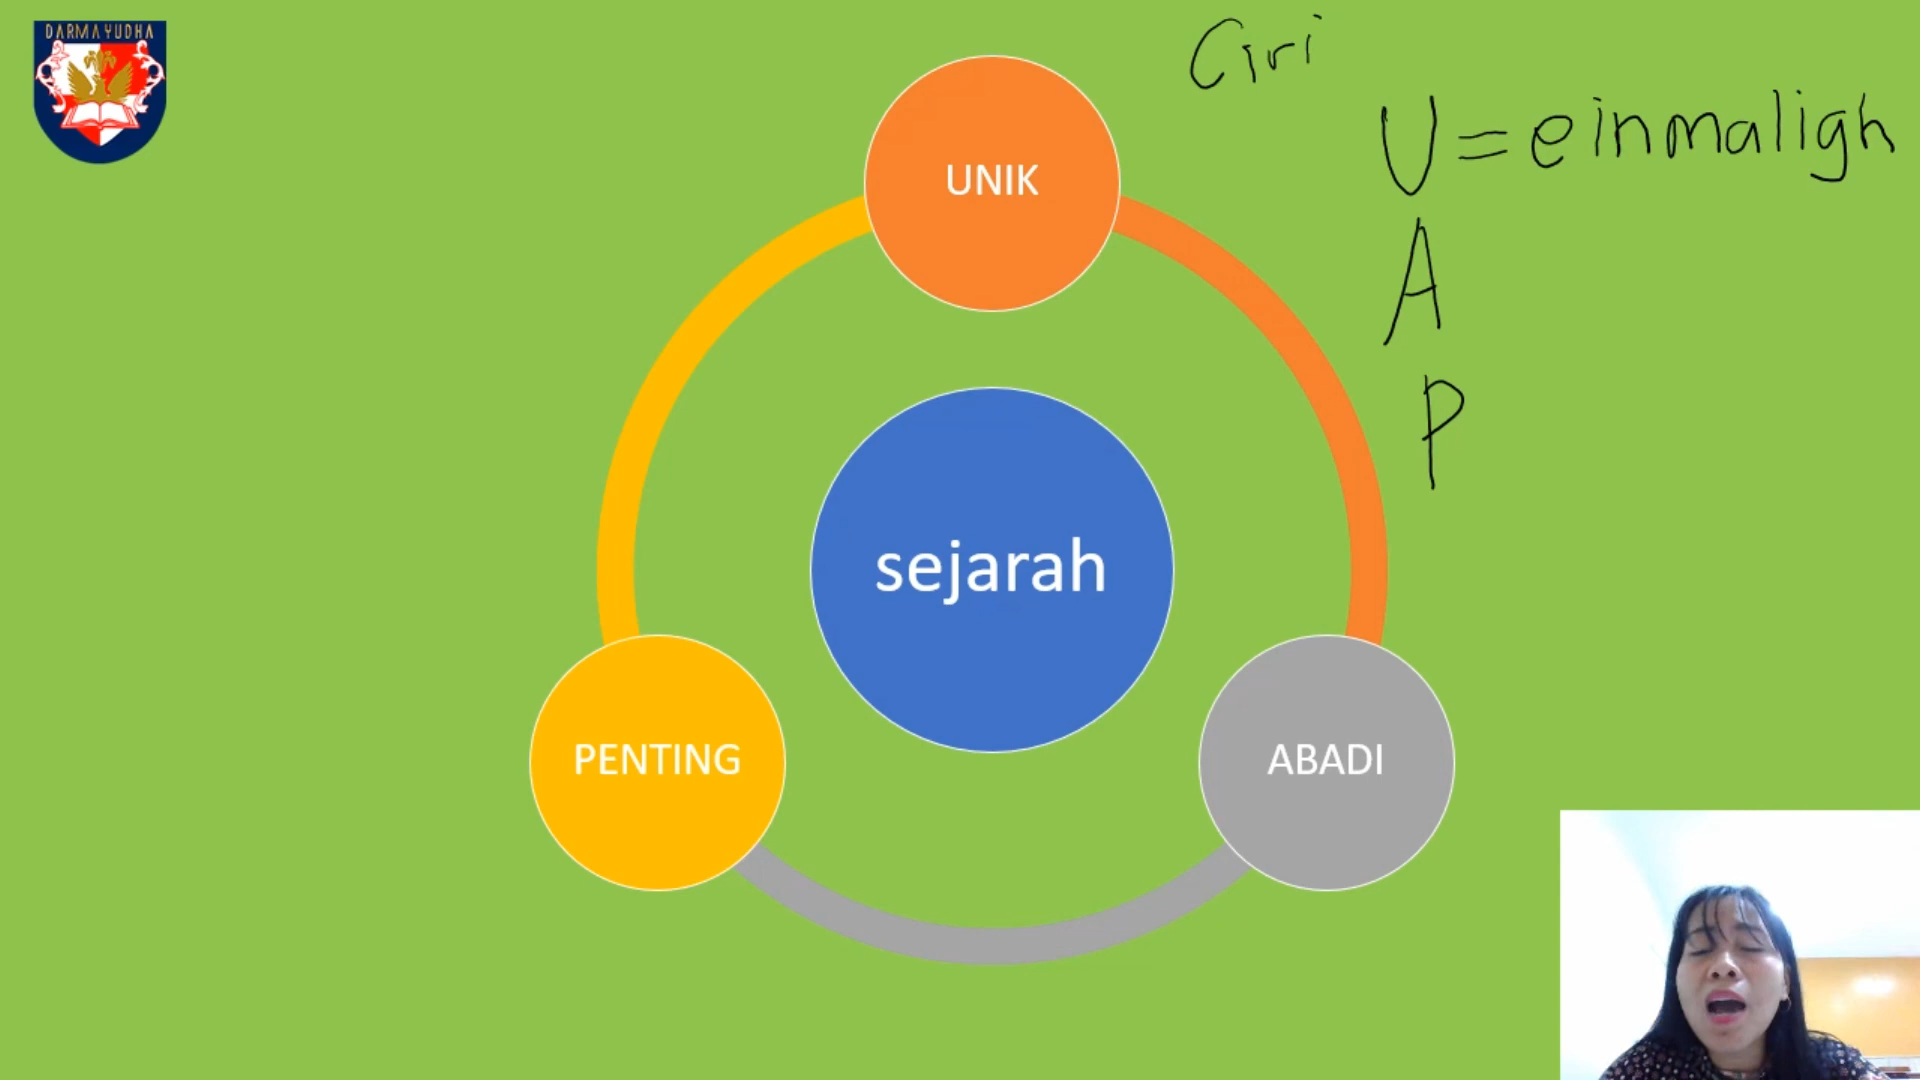 DARMAYUDHA
Ciri
UNIK
U = einmaligh
A
P
sejarah
PENTING
ABADI